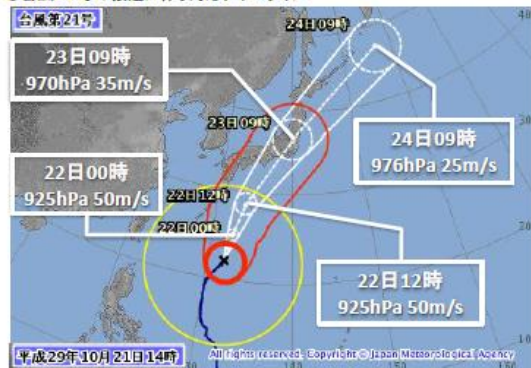 台風第21号
24日09時
23日09時
970hPa 35m/s
23日09時
24日09時
976hPa 25m/s
22日00時
925hPa 50m/s
22日12時
22日00時
22日12時
925hPa 50m/s
平成29年10月21日14時
All rights reserved. Copyright © Japan Meteorological Agency
130
140
150
160